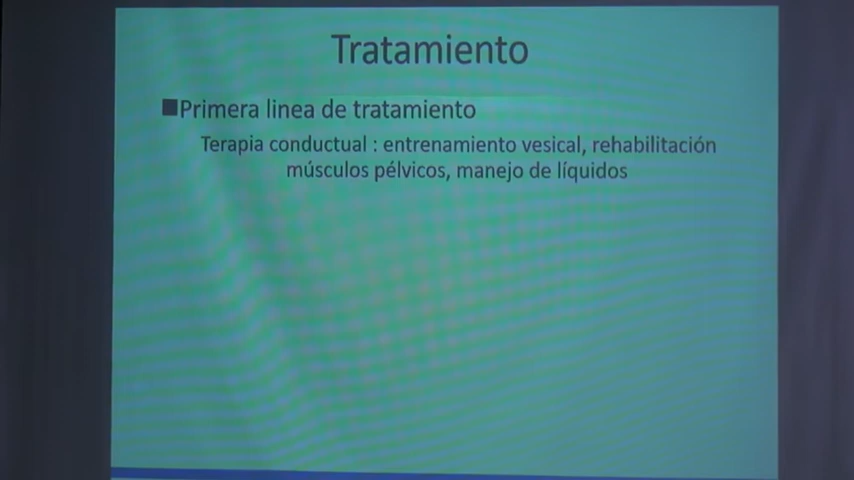 Tratamiento
■Primera linea de tratamiento
Terapia conductual : entrenamiento vesical, rehabilitación
músculos pélvicos, manejo de líquidos